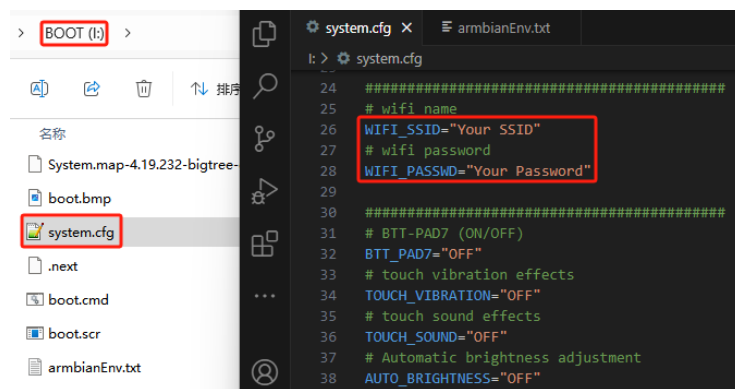 BOOT (I:)
排序
名称
System.map-4.19.232-bigtree-
boot.bmp
system.cfg
.next
boot.cmd
boot.scr
armbianEnv.txt
system.cfg
armbianEnv.txt
I: > system.cfg
24 ###########################################
25 # wifi name
26 WIFI_SSID="Your SSID"
27 # wifi password
28 WIFI_PASSWD="Your Password"
29
30 ###########################################
31 # BTT-PAD7 (ON/OFF)
32 BTT_PAD7="OFF"
33 # touch vibration effects
34 TOUCH_VIBRATION="OFF"
35 # touch sound effects
36 TOUCH_SOUND="OFF"
37 # Automatic brightness adjustment
38 AUTO_BRIGHTNESS="OFF"